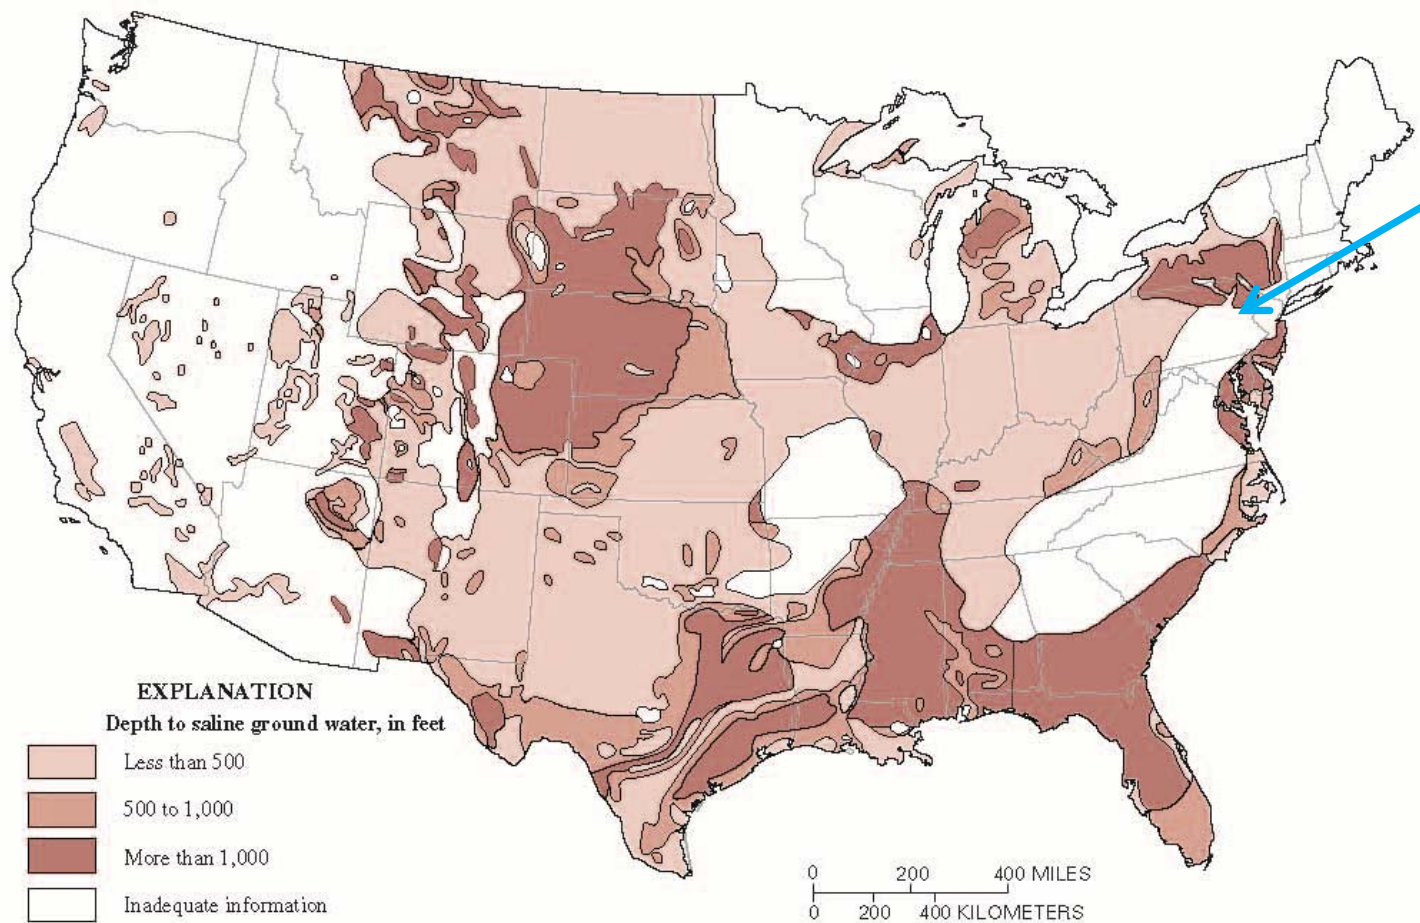 EXPLANATION
Depth to saline ground water, in feet
Less than 500
500 to 1,000
More than 1,000
Inadequate information
0 200 400 MILES
0 200 400 KILOMETERS